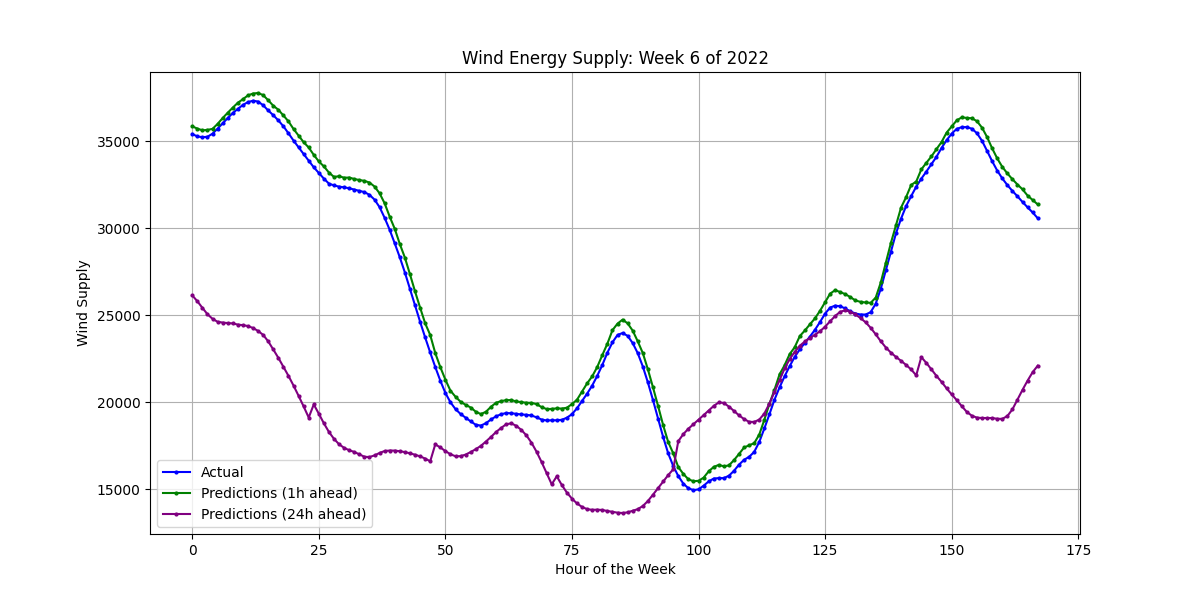 Wind Energy Supply: Week 6 of 2022
Wind Supply
35000
30000
25000
20000
15000
Actual
Predictions (1h ahead)
Predictions (24h ahead)
0 25 50 75 100 125 150 175
Hour of the Week